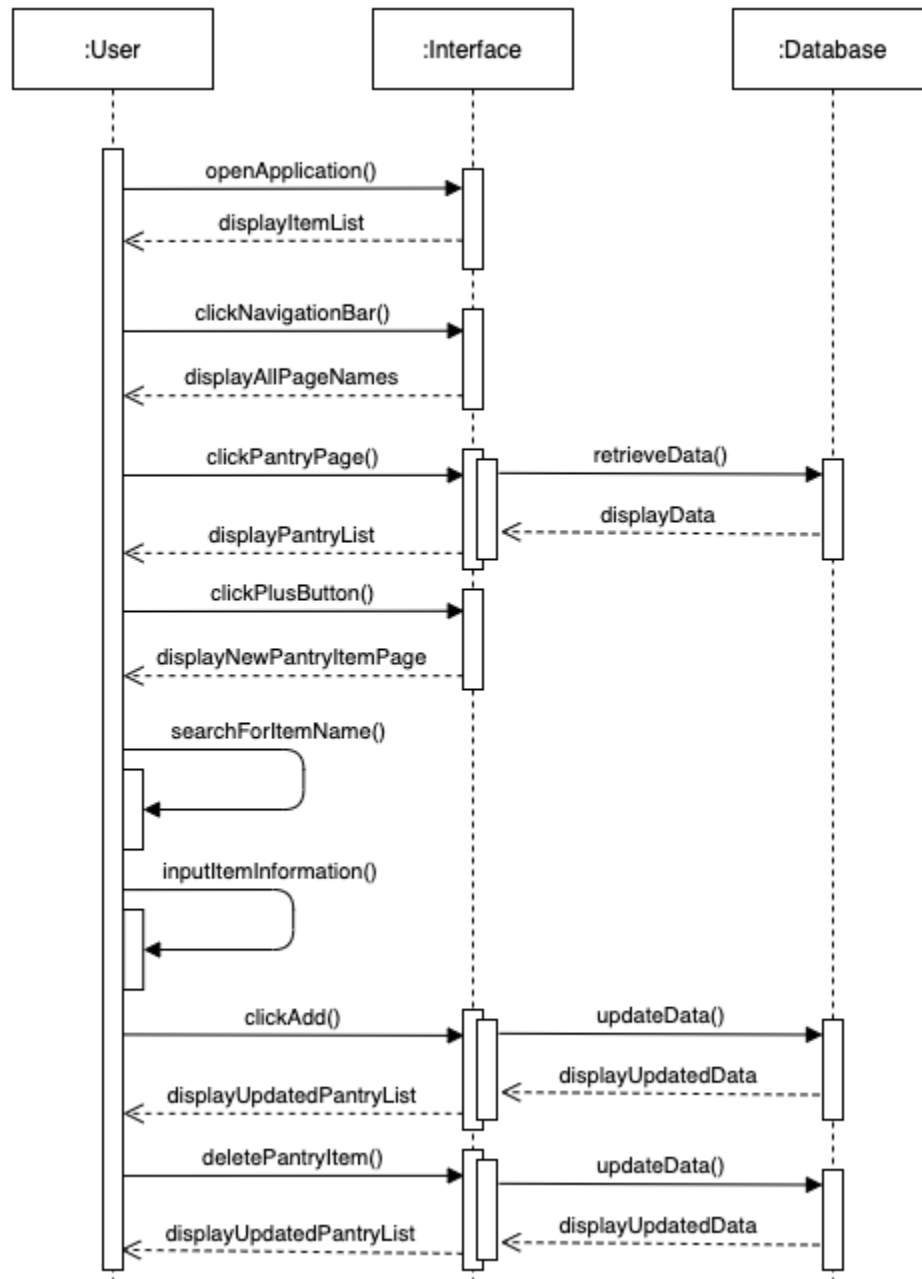 :User
:Interface
:Database
openApplication()
displayItemList
clickNavigationBar()
displayAllPageNames
clickPantryPage()
retrieveData()
displayData
displayPantryList
clickPlusButton()
displayNewPantryItemPage
searchForItemName()
inputItemInformation()
clickAdd()
updateData()
displayUpdatedData
displayUpdatedPantryList
deletePantryItem()
updateData()
displayUpdatedData
displayUpdatedPantryList